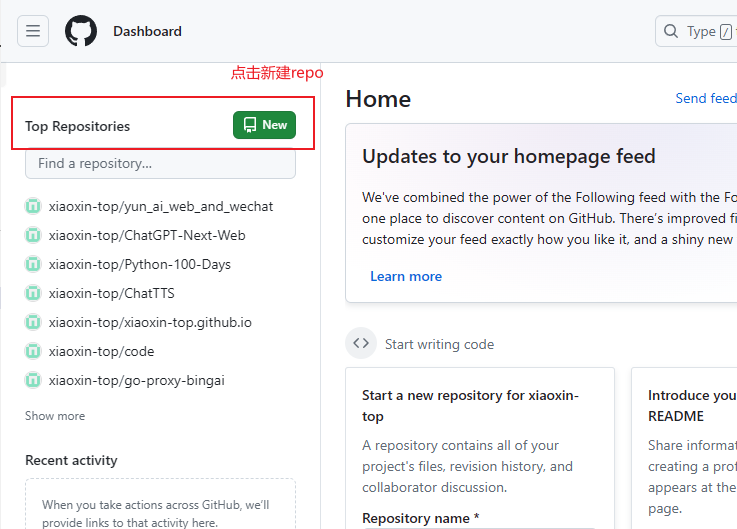 Dashboard
Type /
点击新建repo
Top Repositories
New
Find a repository...
xiaoxin-top/yun_ai_web_and_wechat
xiaoxin-top/ChatGPT-Next-Web
xiaoxin-top/Python-100-Days
xiaoxin-top/ChatTTS
xiaoxin-top/xiaoxin-top.github.io
xiaoxin-top/code
xiaoxin-top/go-proxy-bingai
Show more
Recent activity
When you take actions across GitHub, we'll
provide links to that activity here.
Home
Send feed
Updates to your homepage feed
We've combined the power of the Following feed with the Fo
one place to discover content on GitHub. There's improved fi
customize your feed exactly how you like it, and a shiny new
Learn more
Start writing code
Start a new repository for xiaoxin-
top
A repository contains all of your
project's files, revision history, and
collaborator discussion.
Repository name *
Introduce you
README
Share informat
creating a prof
appears at the
page.